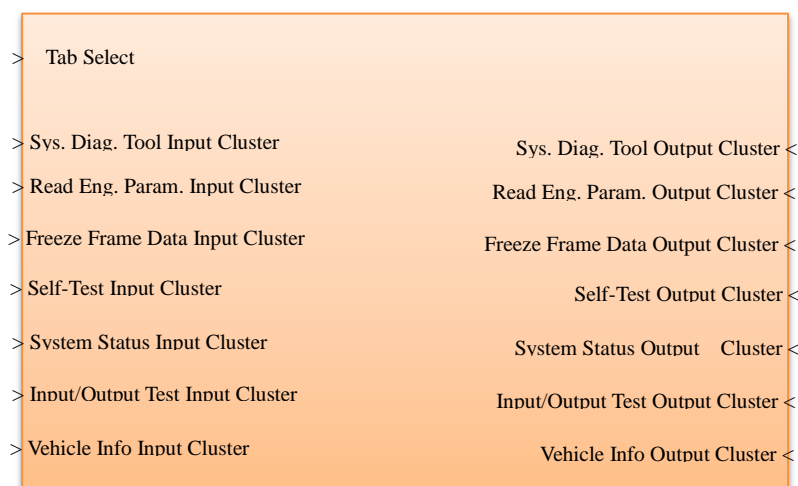 > Tab Select
> Sys. Diag. Tool Input Cluster
Sys. Diag. Tool Output Cluster <
> Read Eng. Param. Input Cluster
Read Eng. Param. Output Cluster <
> Freeze Frame Data Input Cluster
Freeze Frame Data Output Cluster <
> Self-Test Input Cluster
Self-Test Output Cluster <
> System Status Input Cluster
System Status Output Cluster <
> Input/Output Test Input Cluster
Input/Output Test Output Cluster <
> Vehicle Info Input Cluster
Vehicle Info Output Cluster <